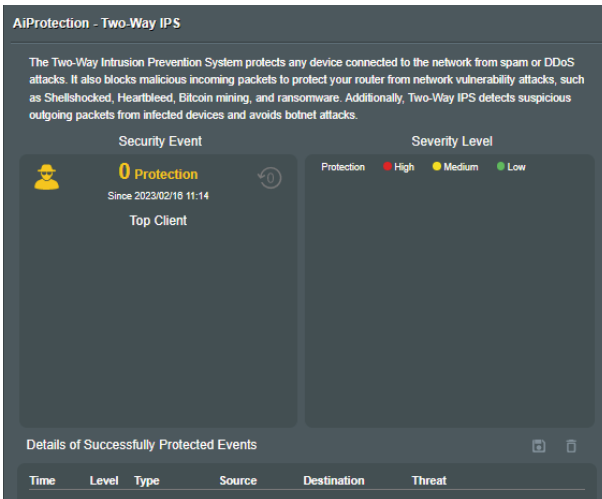 AiProtection - Two-Way IPS
The Two-Way Intrusion Prevention System protects any device connected to the network from spam or DDoS
attacks. It also blocks malicious incoming packets to protect your router from network vulnerability attacks, such
as Shellshocked, Heartbleed, Bitcoin mining, and ransomware. Additionally, Two-Way IPS detects suspicious
outgoing packets from infected devices and avoids botnet attacks.
Security Event
Severity Level
0 Protection
0
Since 2023/02/16 11:14
Top Client
Protection High Medium Low
Details of Successfully Protected Events
Time Level Type Source Destination Threat